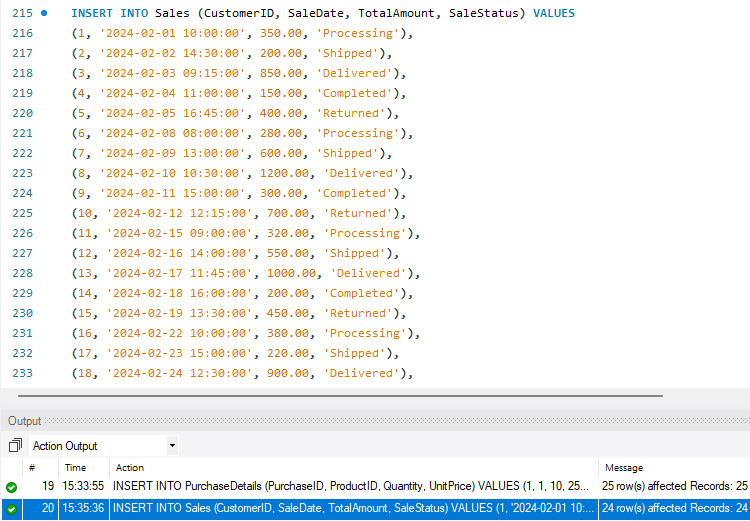 215 INSERT INTO Sales (CustomerID, SaleDate, TotalAmount, SaleStatus) VALUES
216 (1, '2024-02-01 10:00:00', 350.00, 'Processing'),
217 (2, '2024-02-02 14:30:00', 200.00, 'Shipped'),
218 (3, '2024-02-03 09:15:00', 850.00, 'Delivered'),
219 (4, '2024-02-04 11:00:00', 150.00, 'Completed'),
220 (5, '2024-02-05 16:45:00', 400.00, 'Returned'),
221 (6, '2024-02-08 08:00:00', 280.00, 'Processing'),
222 (7, '2024-02-09 13:00:00', 600.00, 'Shipped'),
223 (8, '2024-02-10 10:30:00', 1200.00, 'Delivered'),
224 (9, '2024-02-11 15:00:00', 300.00, 'Completed'),
225 (10, '2024-02-12 12:15:00', 700.00, 'Returned'),
226 (11, '2024-02-15 09:00:00', 320.00, 'Processing'),
227 (12, '2024-02-16 14:00:00', 550.00, 'Shipped'),
228 (13, '2024-02-17 11:45:00', 1000.00, 'Delivered'),
229 (14, '2024-02-18 16:00:00', 200.00, 'Completed'),
230 (15, '2024-02-19 13:30:00', 450.00, 'Returned'),
231 (16, '2024-02-22 10:00:00', 380.00, 'Processing'),
232 (17, '2024-02-23 15:00:00', 220.00, 'Shipped'),
233 (18, '2024-02-24 12:30:00', 900.00, 'Delivered'),
Output
Action Output
# Time Action Message
19 15:33:55 INSERT INTO PurchaseDetails (PurchaseID, ProductID, Quantity, UnitPrice) VALUES (1, 1, 10, 25... 25 row(s) affected Records: 25
20 15:35:36 INSERT INTO Sales (CustomerID, SaleDate, TotalAmount, SaleStatus) VALUES (1, '2024-02-01 10:... 24 row(s) affected Records: 24